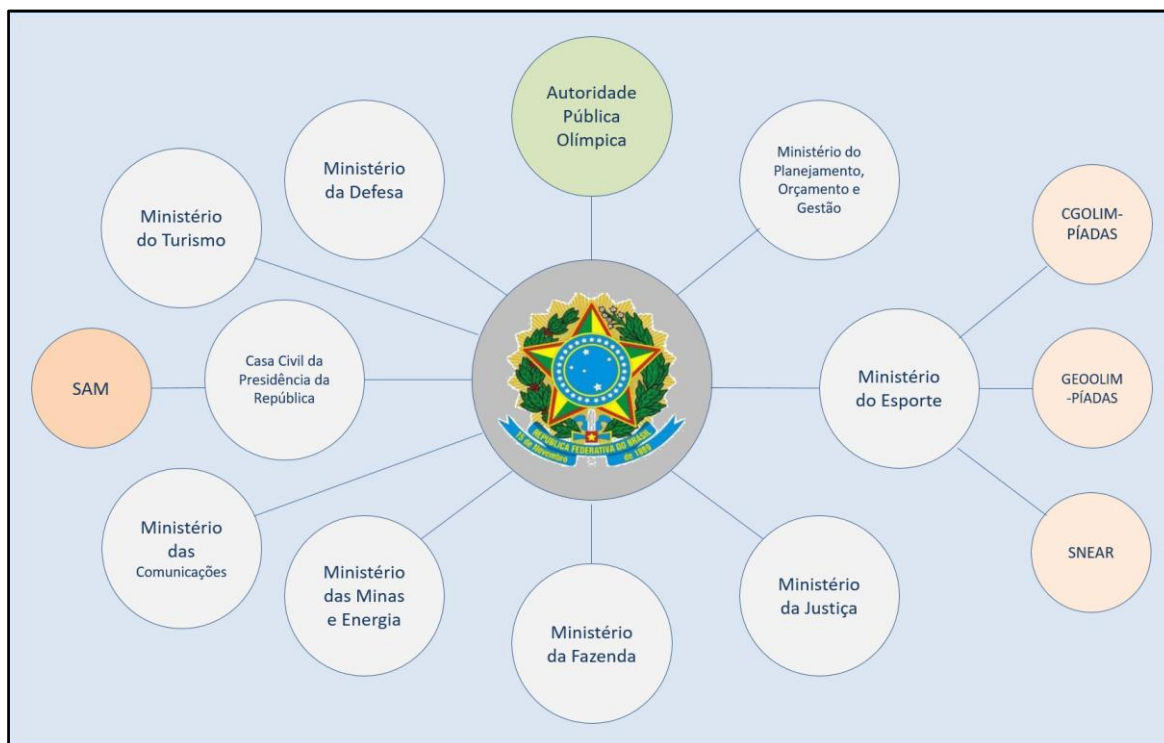 Autoridade
Pública
Olímpica
Ministério
da Defesa
Ministério do
Planejamento,
Orçamento e
Gestão
Ministério
do Turismo
CGOLIM-
PÍADAS
SAM
Casa Civil da
Presidência da
República
REPÚBLICA FEDERATIVA DO BRASIL
15 de Novembro
de 1889
Ministério
do Esporte
GEOOLIM
-PÍADAS
Ministério
das
Comunicações
Ministério
das Minas
e Energia
Ministério
da Fazenda
Ministério
da Justiça
SNEAR